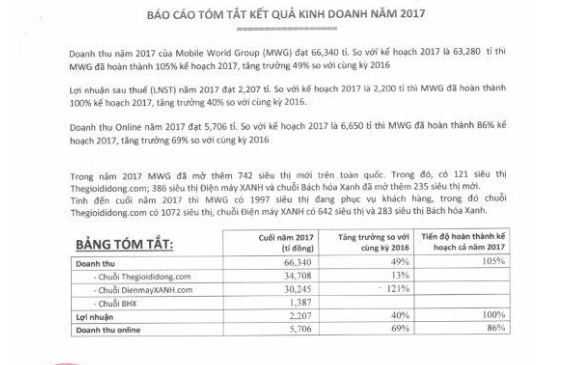 BÁO CÁO TÓM TẮT KẾT QUẢ KINH DOANH NĂM 2017
Doanh thu năm 2017 của Mobile World Group (MWG) đạt 66,340 tỉ. So với kế hoạch 2017 là 63,280 tỉ thì
MWG đã hoàn thành 105% kế hoạch 2017, tăng trưởng 49% so với cùng kỳ 2016
Lợi nhuận sau thuế (LNST) năm 2017 đạt 2,207 tỉ. So với kế hoạch 2017 là 2,200 tỉ thì MWG đã hoàn thành
100% kế hoạch 2017, tăng trưởng 40% so với cùng kỳ 2016.
Doanh thu Online năm 2017 đạt 5,706 tỉ. So với kế hoạch 2017 là 6,650 tỉ thì MWG đã hoàn thành 86% kế
hoạch 2017, tăng trưởng 69% so với cùng kỳ 2016
Trong năm 2017 MWG đã mở thêm 742 siêu thị mới trên toàn quốc. Trong đó, có 121 siêu thị
Thegioididong.com; 386 siêu thị Điện máy XANH và chuỗi Bách hóa Xanh đã mở thêm 235 siêu thị mới.
Tính đến cuối năm 2017 thì MWG có 1997 siêu thị đang phục vụ khách hàng, trong đó chuỗi
Thegioididong.com có 1072 siêu thị, chuỗi Điện máy XANH có 642 siêu thị và 283 siêu thị Bách hóa Xanh.
BẢNG TÓM TẮT: Cuối năm 2017 (tỉ đồng) Tăng trưởng so với cùng kỳ 2016 Tiến độ hoàn thành kế hoạch cả năm 2017
Doanh thu 66,340 49% 105%
- Chuỗi Thegioididong.com 34,708 13%
- Chuỗi DienmayXANH.com 30,245 121%
- Chuỗi BHX 1,387
Lợi nhuận 2,207 40% 100%
Doanh thu online 5,706 69% 86%